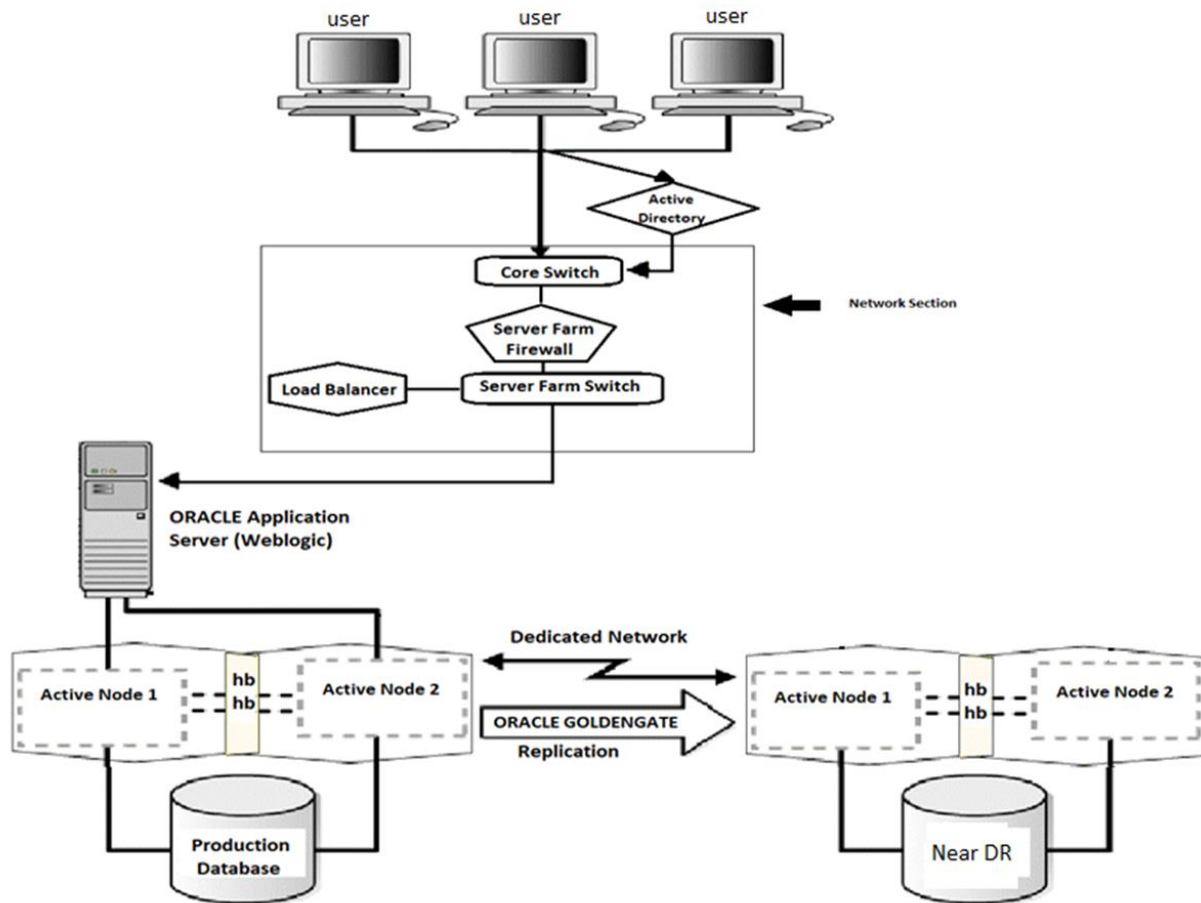 user
user
user
Active
Directory
Core Switch
Network Section
Server Farm
Firewall
Load Balancer
Server Farm Switch
ORACLE Application
Server (Weblogic)
Dedicated Network
Active Node 1
hb
hb
Active Node 2
ORACLE GOLDENGATE
Replication
Active Node 1
hb
hb
Active Node 2
Production
Database
Near DR